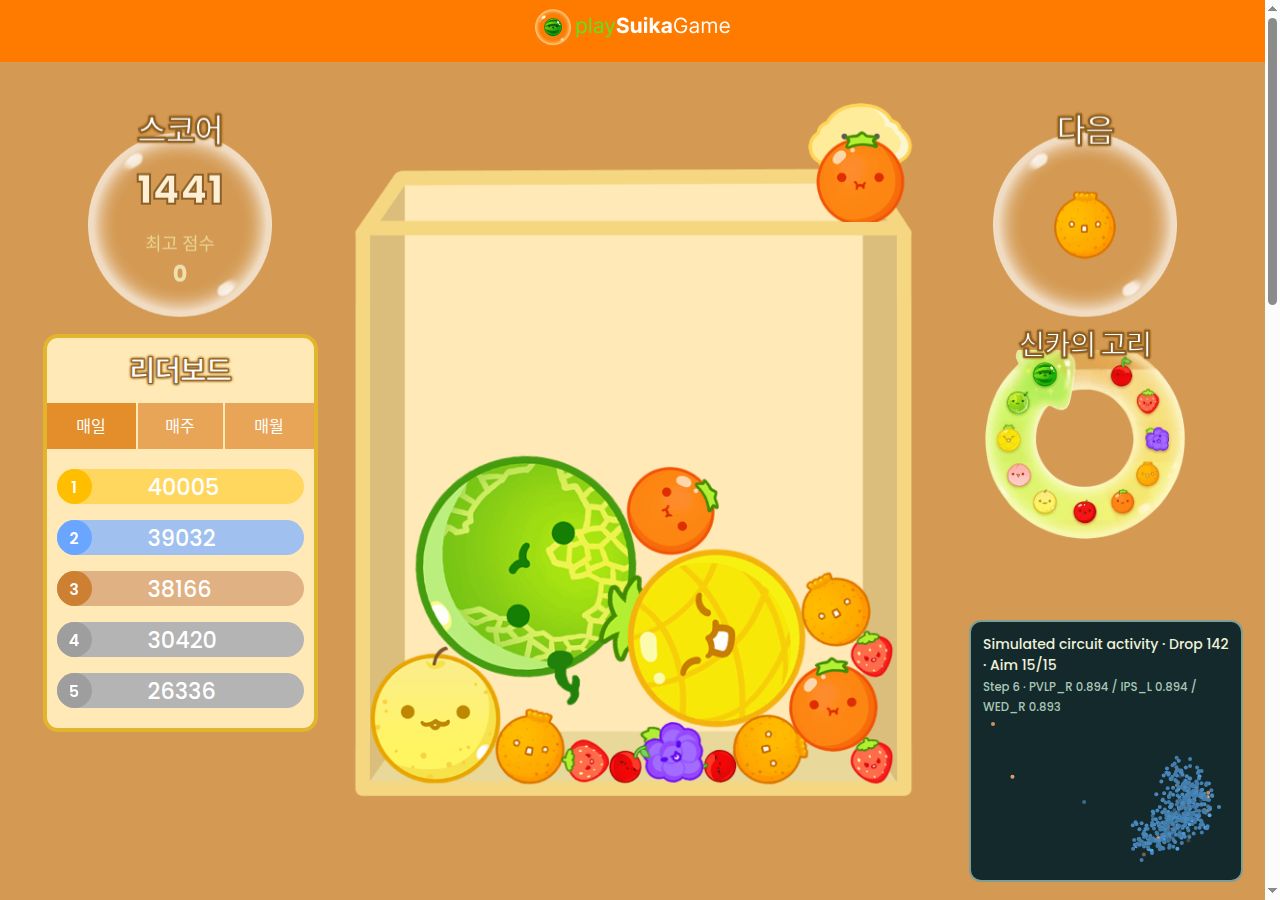 playSuikaGame
스코어
1441
최고 점수
0
다음
신카의 고리
리더보드
매일 매주 매월
1 40005
2 39032
3 38166
4 30420
5 26336
Simulated circuit activity · Drop 142
· Aim 15/15
Step 6 · PVLP_R 0.894 / IPS_L 0.894 /
WED_R 0.893